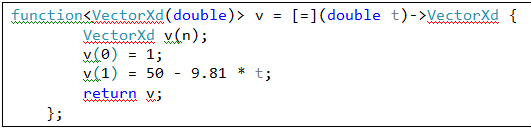 function<VectorXd(double)> v = [=](double t)->VectorXd {
VectorXd v(n);
v(0) = 1;
v(1) = 50 - 9.81 * t;
return v;
};